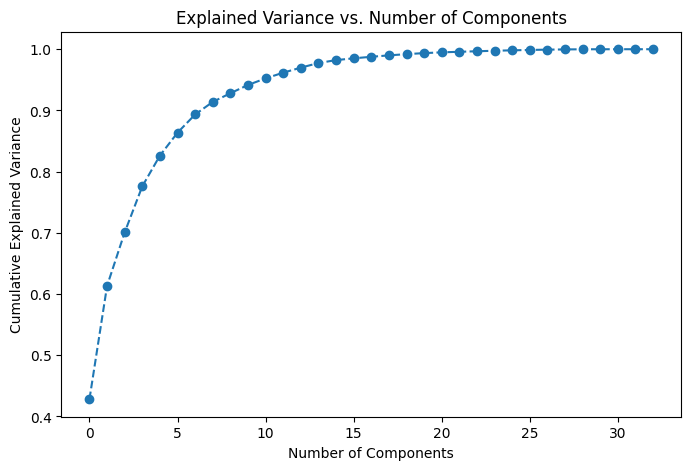 Explained Variance vs. Number of Components
Cumulative Explained Variance
1.0
0.9
0.8
0.7
0.6
0.5
0.4
0 5 10 15 20 25 30
Number of Components